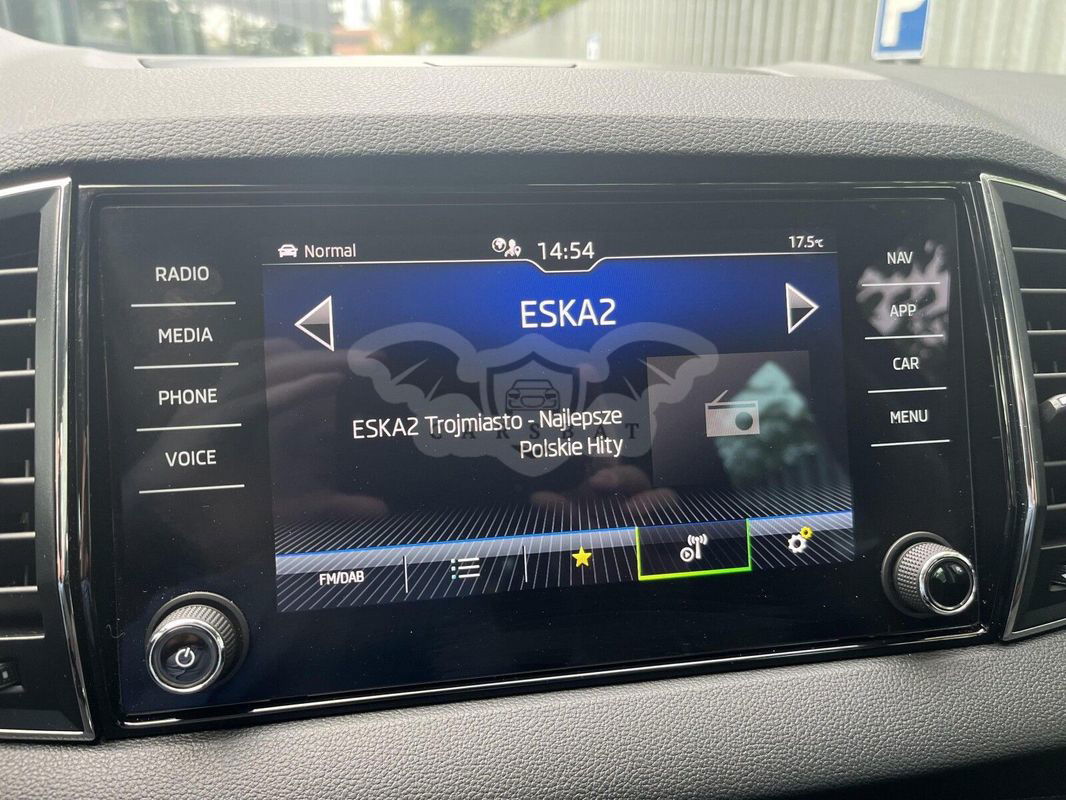 P
Normal
14:54
17.5°C
RADIO
MEDIA
PHONE
VOICE
ESKA2
ESKA2 Trojmiasto - Najlepsze
Polskie Hity
CARSBAT
FM/DAB
NAV
APP
CAR
MENU